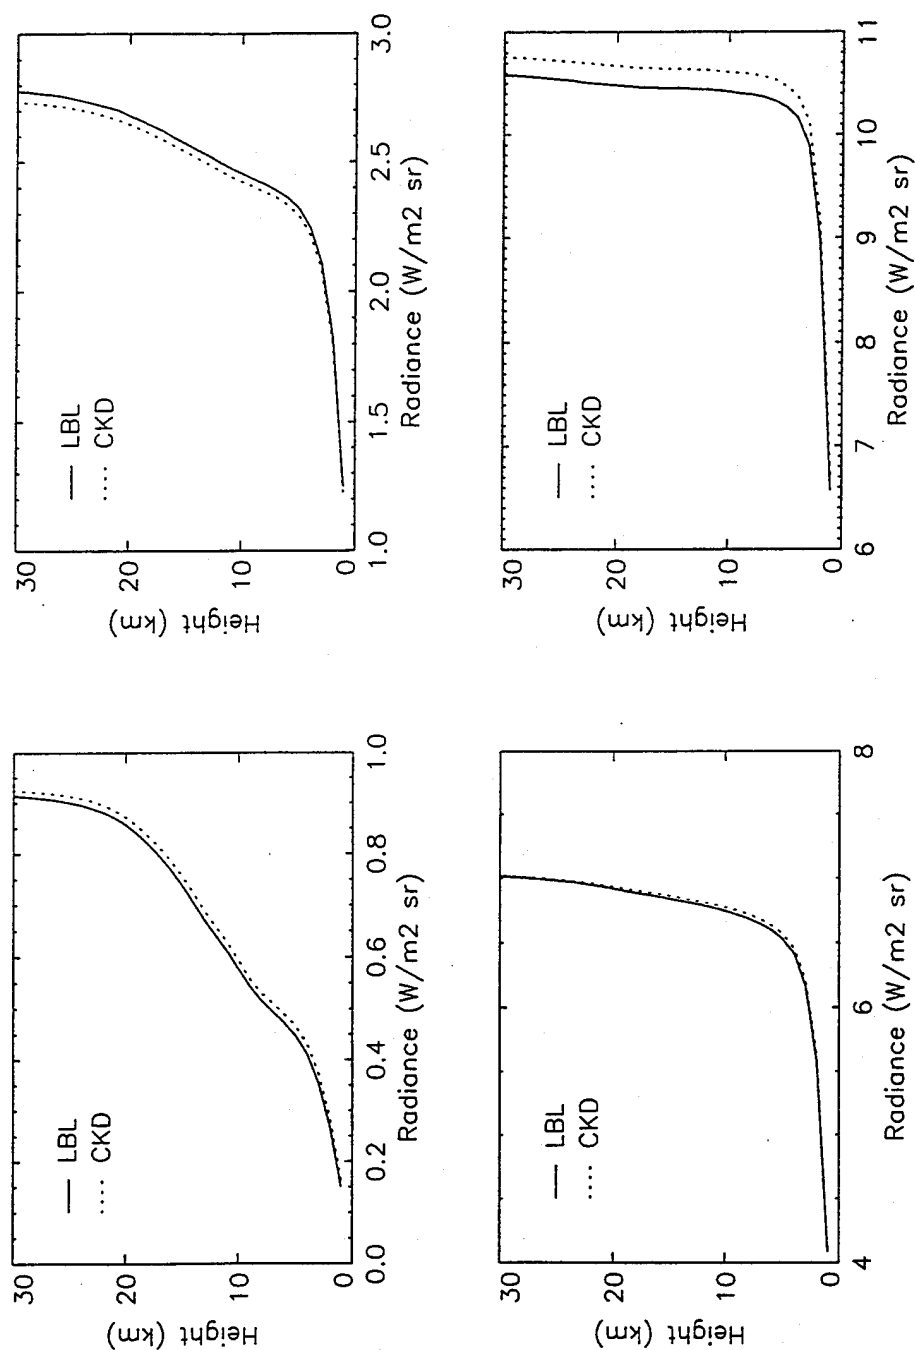 Height (km)
30
20
10
0
LBL
CKD
0.0 0.2 0.4 0.6 0.8 1.0
Radiance (W/m2 sr)
Height (km)
30
20
10
0
LBL
CKD
1.0 1.5 2.0 2.5 3.0
Radiance (W/m2 sr)
Height (km)
30
20
10
0
LBL
CKD
4 6 8
Radiance (W/m2 sr)
Height (km)
30
20
10
0
LBL
CKD
6 7 8 9 10 11
Radiance (W/m2 sr)